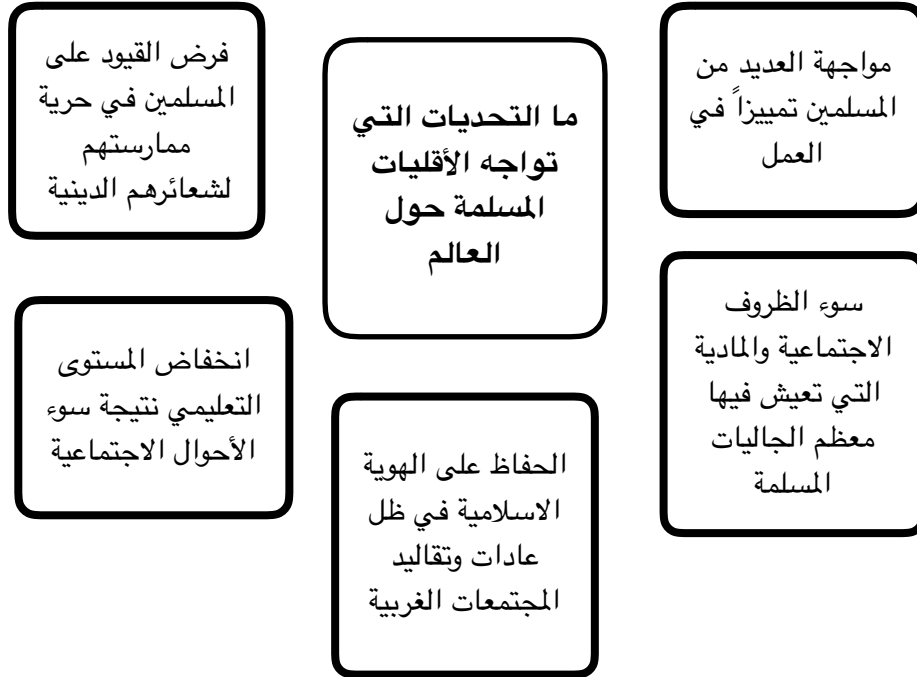 ما التحديات التي
تواجه الأقليات
المسلمة حول
العالم
مواجهة العديد من
المسلمين تمييزاً في
العمل
فرض القيود على
المسلمين في حرية
ممارستهم
لشعائرهم الدينية
سوء الظروف
الاجتماعية والمادية
التي تعيش فيها
معظم الجاليات
المسلمة
انخفاض المستوى
التعليمي نتيجة سوء
الأحوال الاجتماعية
الحفاظ على الهوية
الاسلامية في ظل
عادات وتقاليد
المجتمعات الغربية